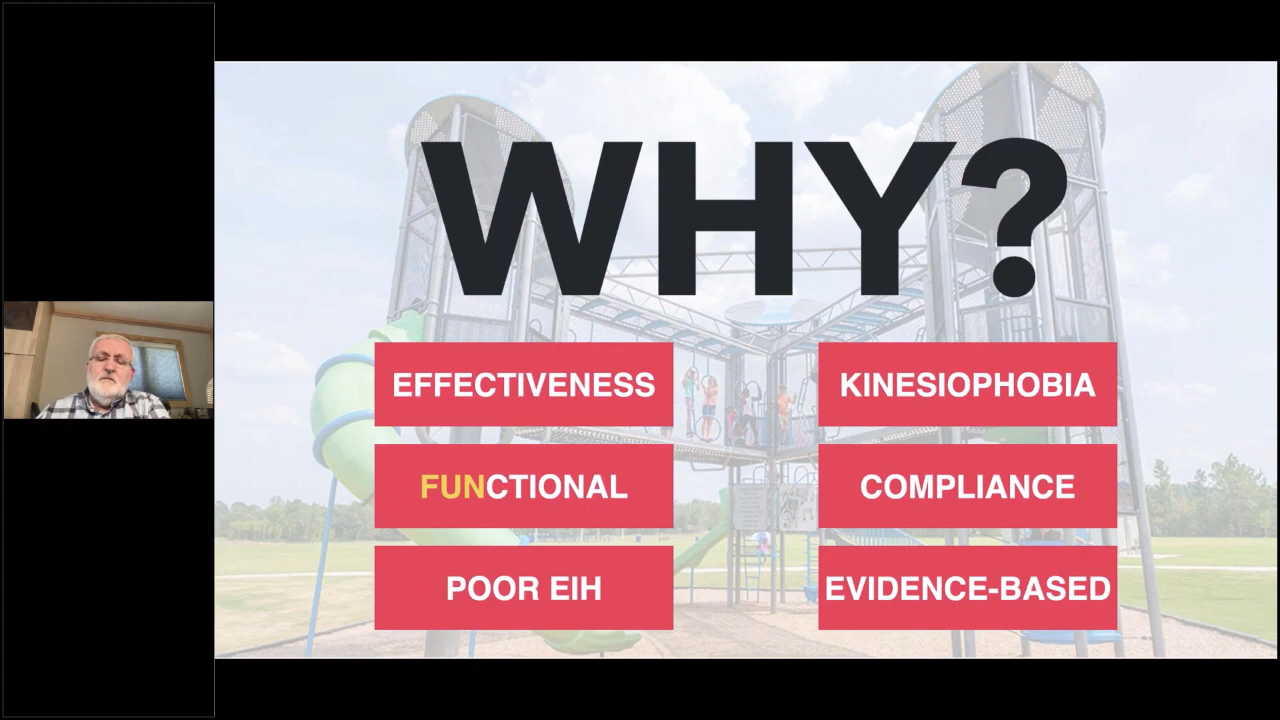 WHY?
EFFECTIVENESS
KINESIOPHOBIA
FUNCTIONAL
COMPLIANCE
POOR EIH
EVIDENCE-BASED